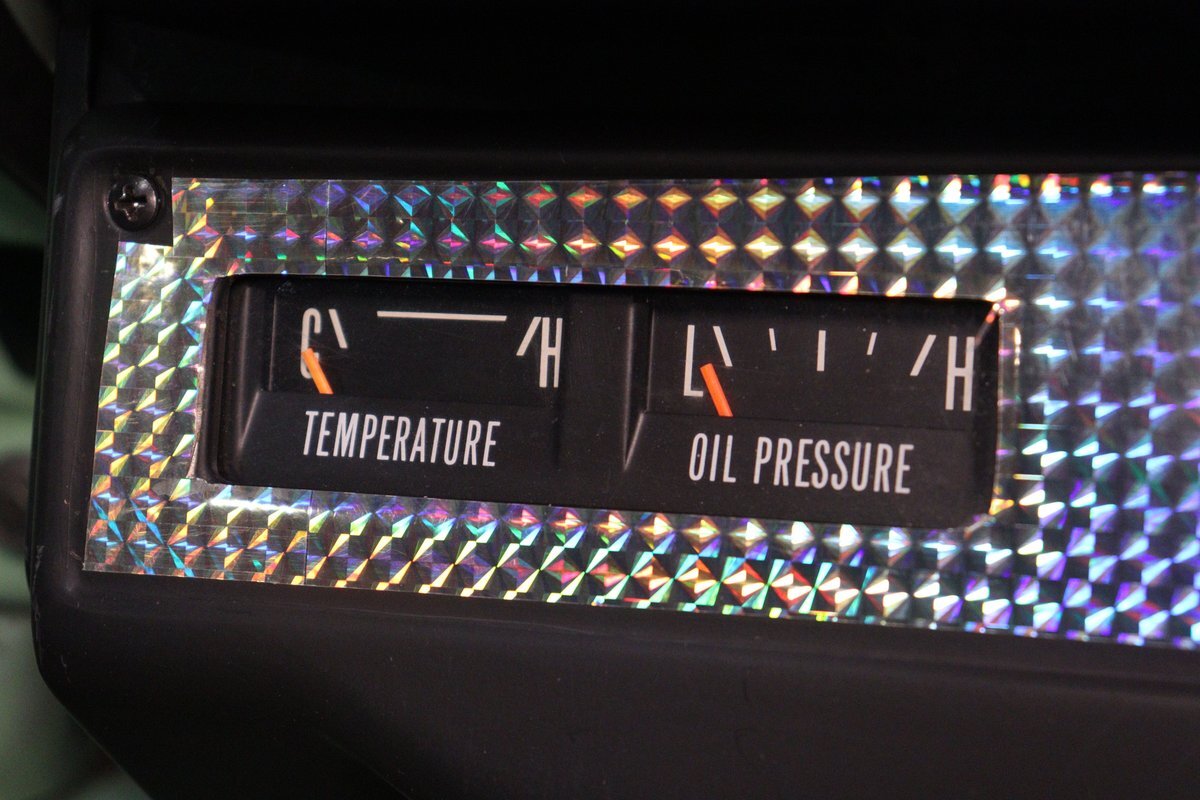 C H
TEMPERATURE
L H
OIL PRESSURE